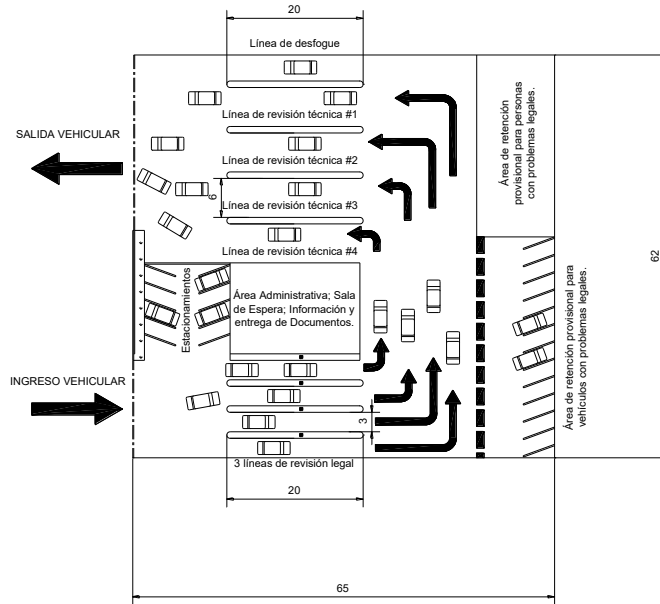 20
Línea de desfogue
Línea de revisión técnica #1
SALIDA VEHICULAR
Línea de revisión técnica #2
6
Línea de revisión técnica #3
Línea de revisión técnica #4
Área de retención
provisional para personas
con problemas legales.
62
Estacionamientos
Área Administrativa; Sala
de Espera; Información y
entrega de Documentos.
Área de retención provisional para
vehículos con problemas legales.
INGRESO VEHICULAR
3
3 líneas de revisión legal
20
65